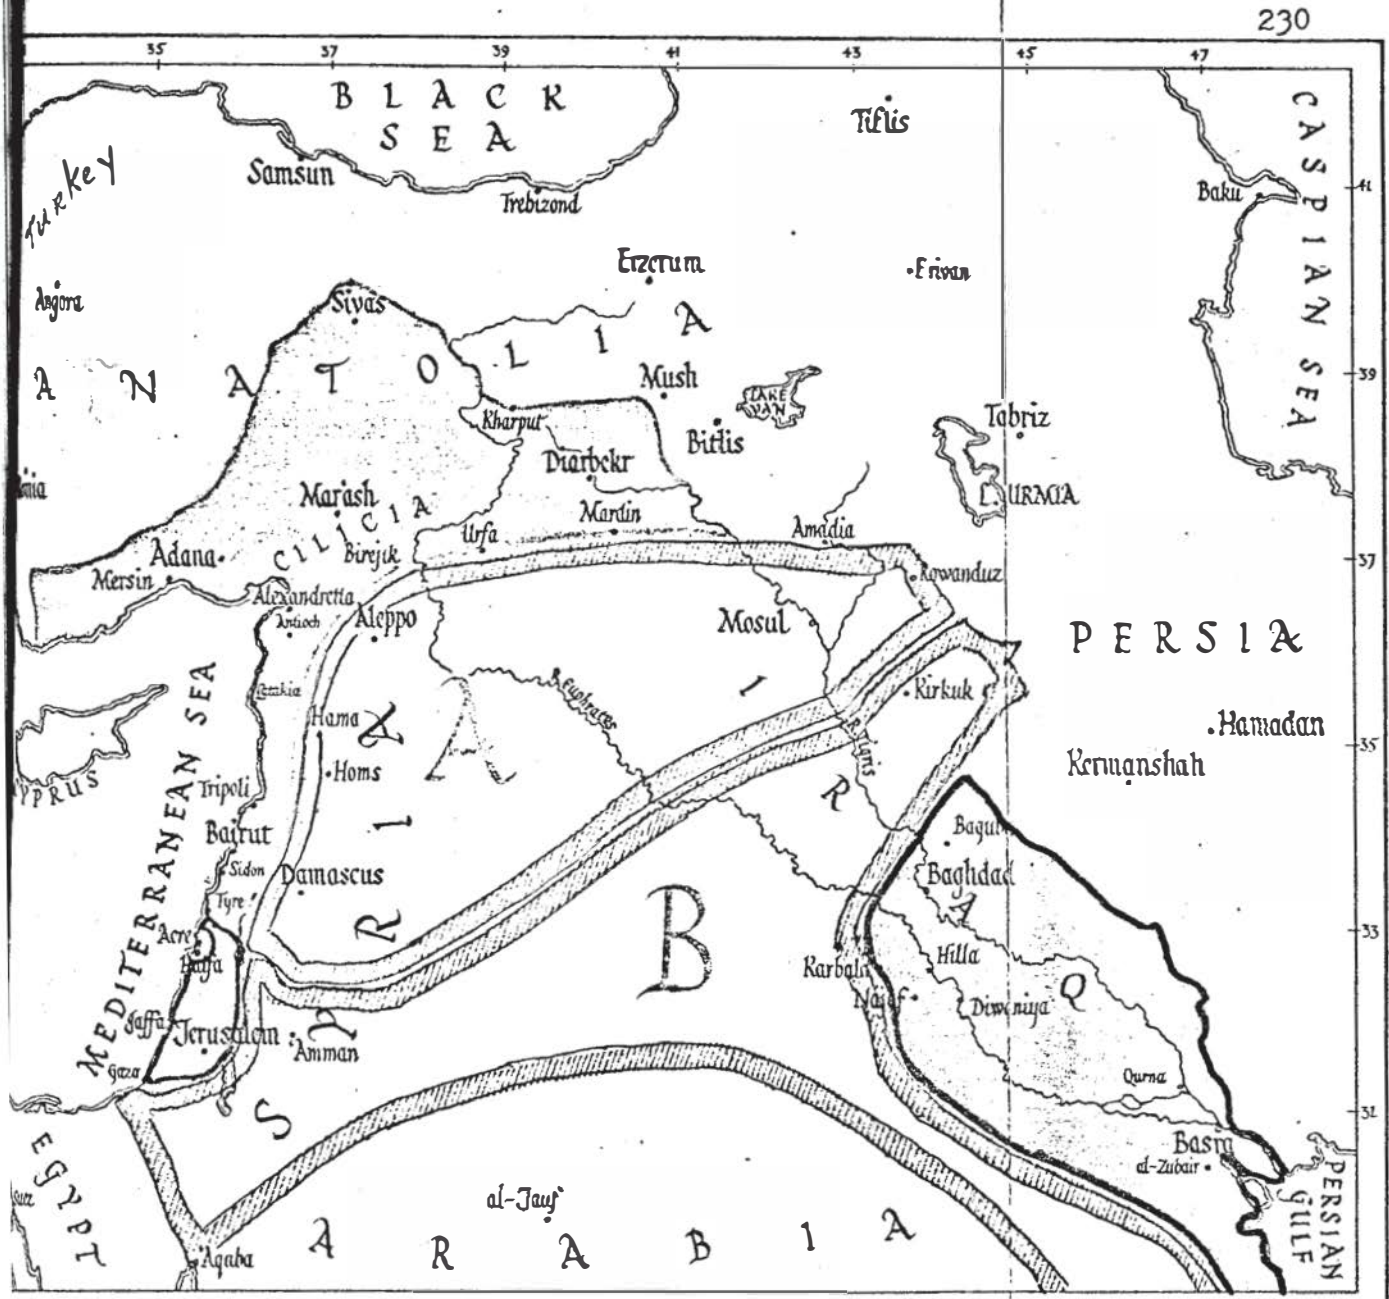 230
35 37 39 41 43 45 47
BLACK
SEA
Tiflis
CASPIAN SEA
Turkey
Samsun
Trebizond
Baku
41
Erzerum
Erivan
Angora
Sivas
ANATOLIA
Mush
LAKE
VAN
39
Kharput
Bitlis
Tabriz
Diarbekr
L. URMIA
Marash
CILICIA
Mardin
Urfa
Amadia
Birejik
Adana
37
Mersin
Rowanduz
Alexandretta
Antioch
Aleppo
Mosul
PERSIA
MEDITERRANEAN SEA
Latakia
R. Euphrates
Kirkuk
A
Hama
R. Tigris
Hamadan
35
Homs
Kermanshah
YPRUS
Tripoli
Bairut
Sidon
Damascus
Baghdad
Tyre
IRAQ
SYRIA
B
Acre
Haifa
33
Karbala
Hilla
Najaf
Diwaniya
Jaffa
Jerusalem
Amman
Gaza
Qurna
31
EGYPT
Basra
al-Zubair
PERSIAN
GULF
al-Jauf
ARABIA
Aqaba